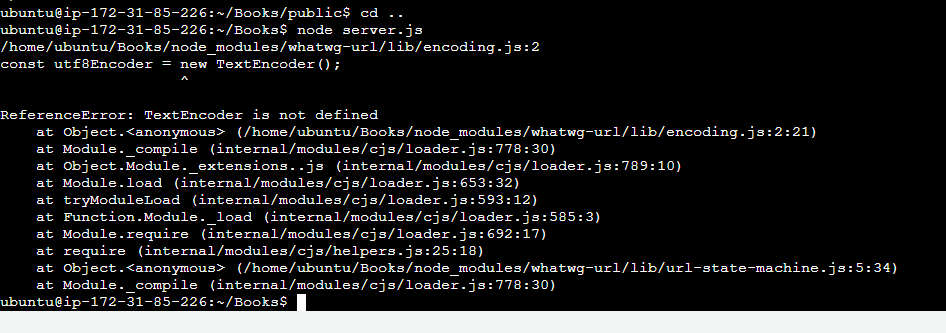 ubuntu@ip-172-31-85-226:~/Books/public$ cd ..
ubuntu@ip-172-31-85-226:~/Books$ node server.js
/home/ubuntu/Books/node_modules/whatwg-url/lib/encoding.js:2
const utf8Encoder = new TextEncoder();
^
ReferenceError: TextEncoder is not defined
at Object.<anonymous> (/home/ubuntu/Books/node_modules/whatwg-url/lib/encoding.js:2:21)
at Module._compile (internal/modules/cjs/loader.js:778:30)
at Object.Module._extensions..js (internal/modules/cjs/loader.js:789:10)
at Module.load (internal/modules/cjs/loader.js:653:32)
at tryModuleLoad (internal/modules/cjs/loader.js:593:12)
at Function.Module._load (internal/modules/cjs/loader.js:585:3)
at Module.require (internal/modules/cjs/loader.js:692:17)
at require (internal/modules/cjs/helpers.js:25:18)
at Object.<anonymous> (/home/ubuntu/Books/node_modules/whatwg-url/lib/url-state-machine.js:5:34)
at Module._compile (internal/modules/cjs/loader.js:778:30)
ubuntu@ip-172-31-85-226:~/Books$